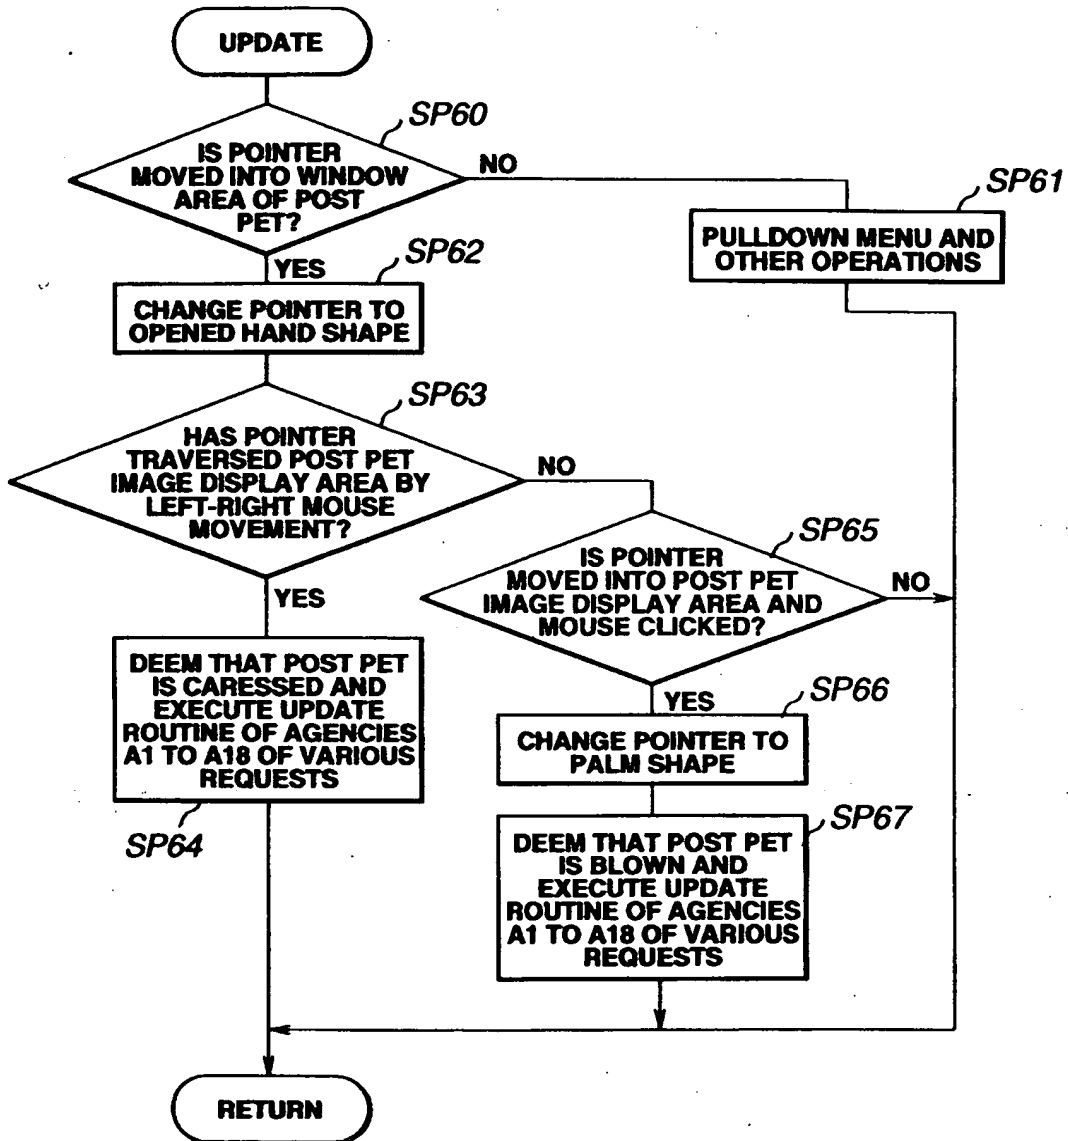 UPDATE
SP60
IS POINTER
MOVED INTO WINDOW
AREA OF POST
PET?
NO
SP61
PULLDOWN MENU AND
OTHER OPERATIONS
YES
SP62
CHANGE POINTER TO
OPENED HAND SHAPE
SP63
HAS POINTER
TRAVERSED POST PET
IMAGE DISPLAY AREA BY
LEFT-RIGHT MOUSE
MOVEMENT?
NO
SP65
IS POINTER
MOVED INTO POST PET
IMAGE DISPLAY AREA AND
MOUSE CLICKED?
NO
YES
DEEM THAT POST PET
IS CARESSED AND
EXECUTE UPDATE
ROUTINE OF AGENCIES
A1 TO A18 OF VARIOUS
REQUESTS
SP64
YES
SP66
CHANGE POINTER TO
PALM SHAPE
SP67
DEEM THAT POST PET
IS BLOWN AND
EXECUTE UPDATE
ROUTINE OF AGENCIES
A1 TO A18 OF VARIOUS
REQUESTS
RETURN